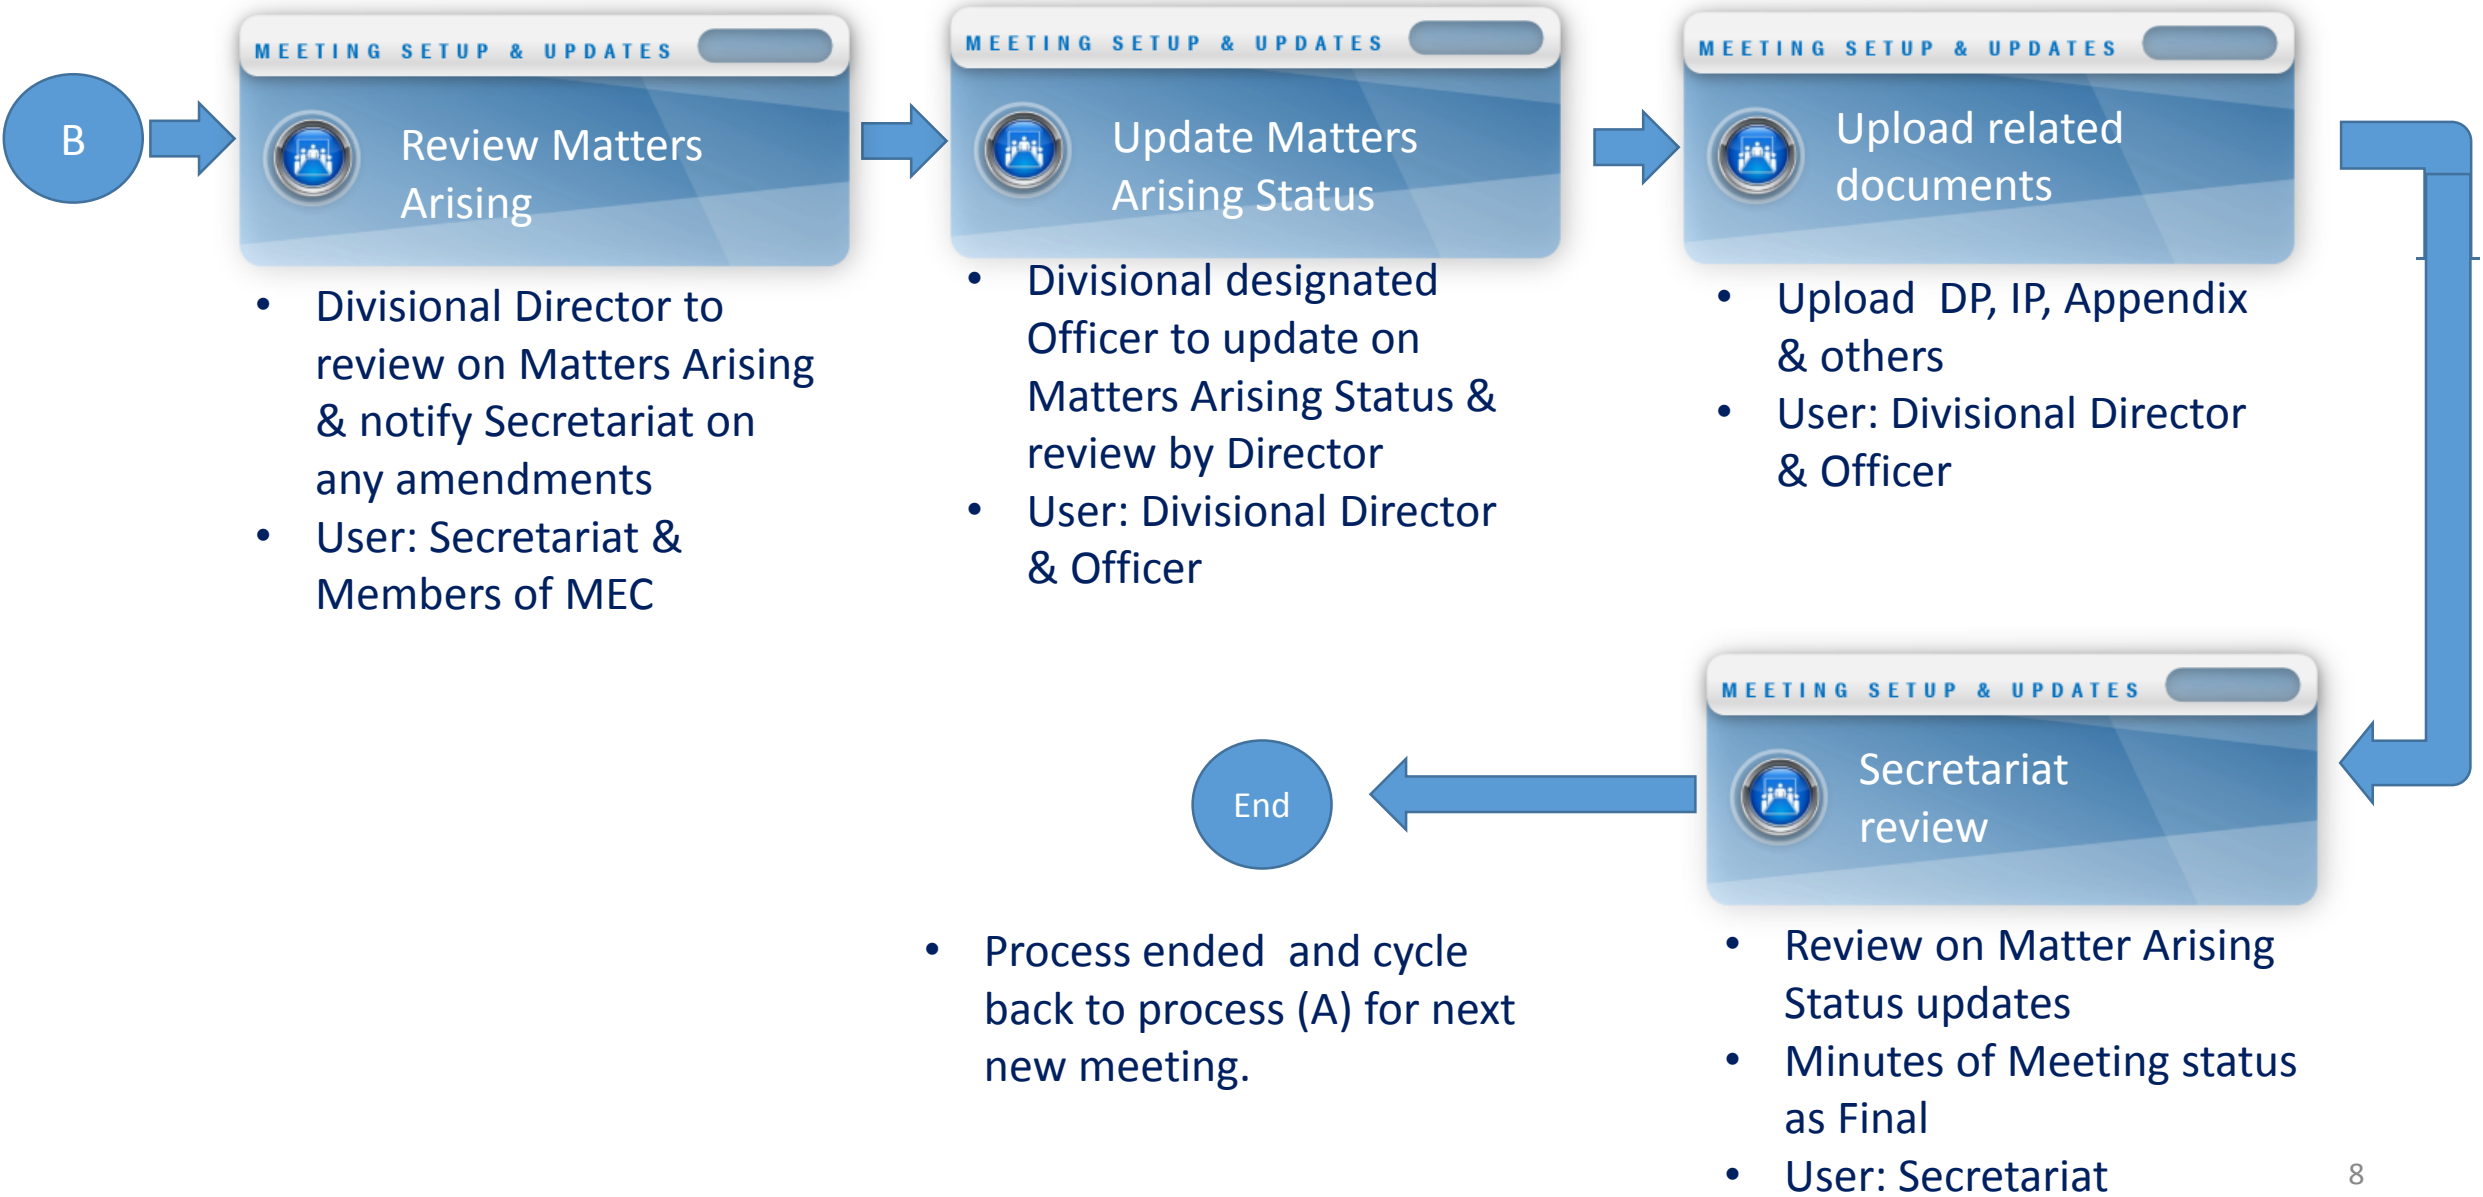 B
MEETING SETUP & UPDATES
Review Matters
Arising
• Divisional Director to
review on Matters Arising
& notify Secretariat on
any amendments
• User: Secretariat &
Members of MEC
MEETING SETUP & UPDATES
Update Matters
Arising Status
• Divisional designated
Officer to update on
Matters Arising Status &
review by Director
• User: Divisional Director
& Officer
MEETING SETUP & UPDATES
Upload related
documents
• Upload  DP, IP, Appendix
& others
• User: Divisional Director
& Officer
MEETING SETUP & UPDATES
Secretariat
review
• Review on Matter Arising
Status updates
• Minutes of Meeting status
as Final
• User: Secretariat
End
• Process ended  and cycle
back to process (A) for next
new meeting.
8